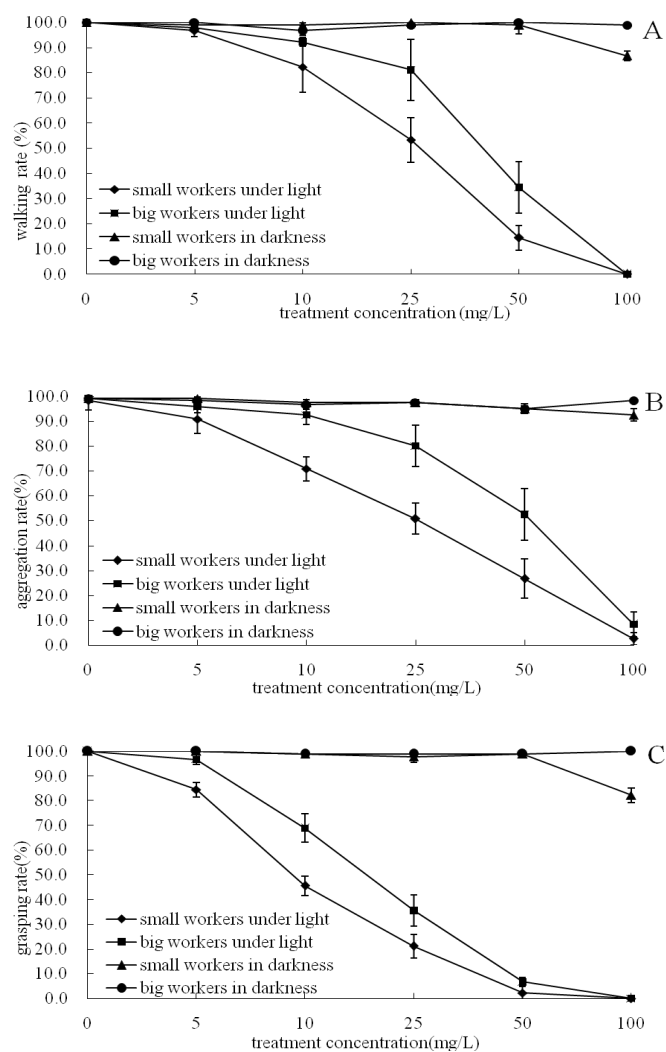 A
100.0
90.0
80.0
70.0
60.0
50.0
40.0
30.0
20.0
10.0
0.0
walking rate (%)
small workers under light
big workers under light
small workers in darkness
big workers in darkness
0 5 10 25 50 100
treatment concentration (mg/L)
B
100.0
90.0
80.0
70.0
60.0
50.0
40.0
30.0
20.0
10.0
0.0
aggregation rate(%)
small workers under light
big workers under light
small workers in darkness
big workers in darkness
0 5 10 25 50 100
treatment concentration(mg/L)
C
100.0
90.0
80.0
70.0
60.0
50.0
40.0
30.0
20.0
10.0
0.0
grasping rate(%)
small workers under light
big workers under light
small workers in darkness
big workers in darkness
0 5 10 25 50 100
treatment concentration(mg/L)